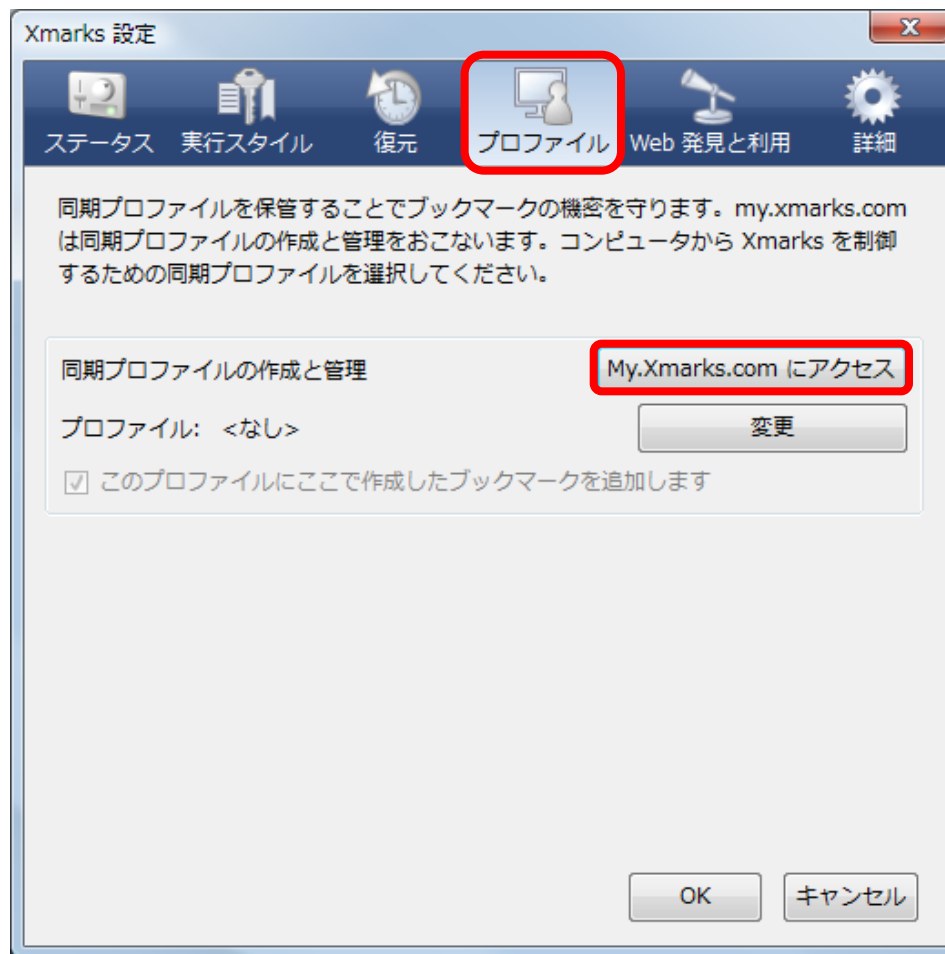 Xmarks 設定
ステータス 実行スタイル 復元 プロファイル Web 発見と利用 詳細
同期プロファイルを保管することでブックマークの機密を守ります。my.xmarks.com
は同期プロファイルの作成と管理をおこないます。コンピュータから Xmarks を制御
するための同期プロファイルを選択してください。
同期プロファイルの作成と管理 My.Xmarks.com にアクセス
プロファイル: <なし> 変更
このプロファイルにここで作成したブックマークを追加します
OK キャンセル